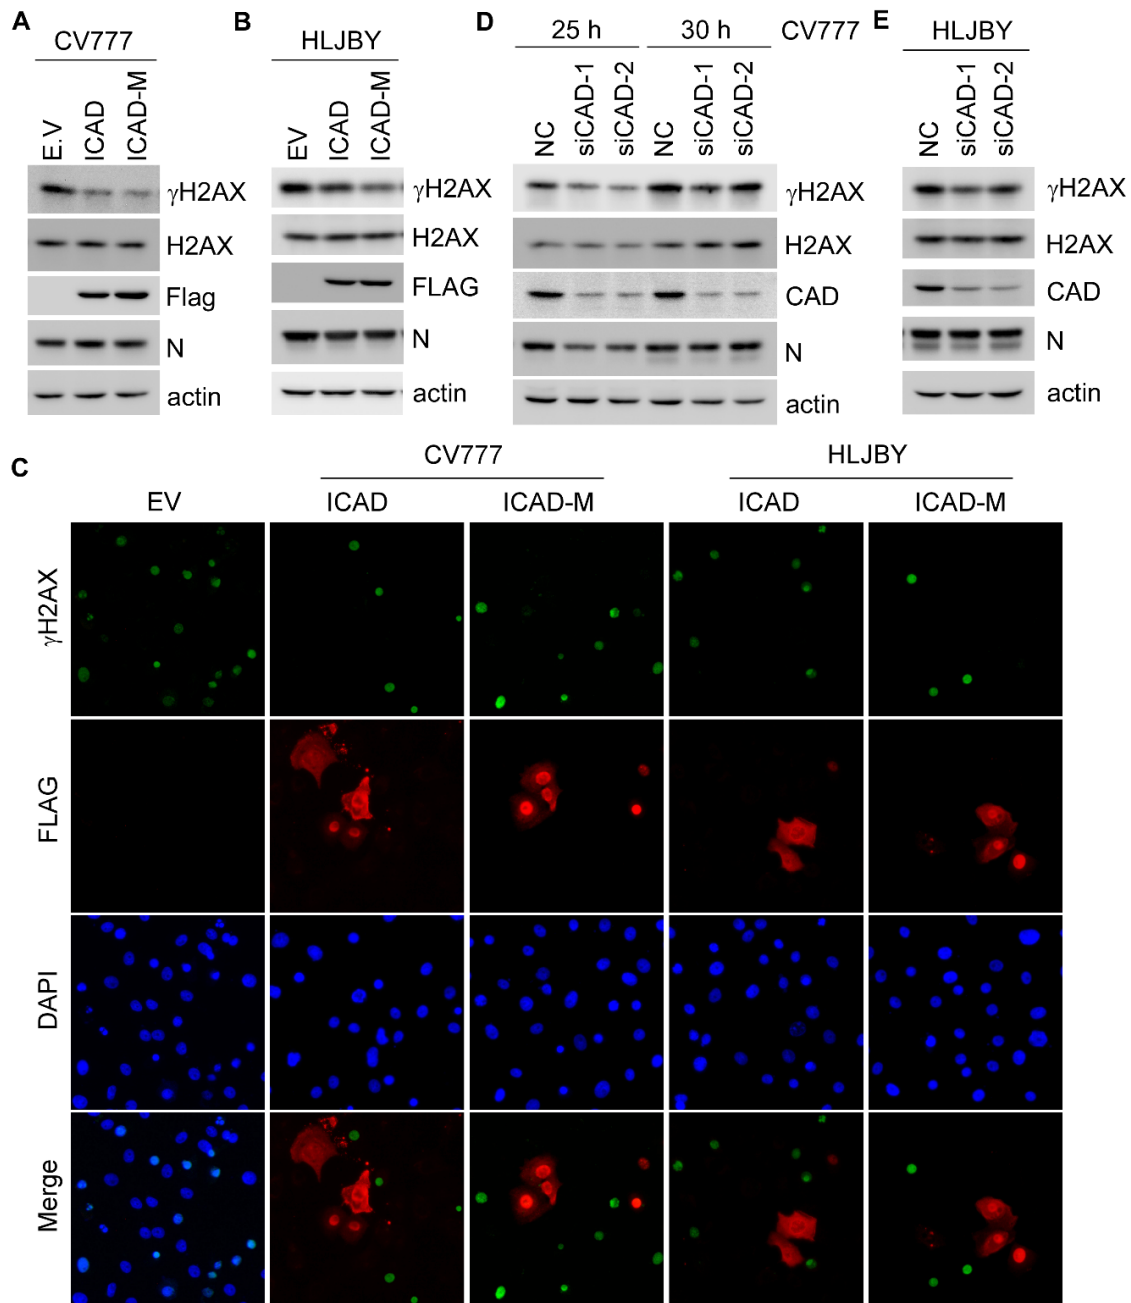 A
CV777
E.V
ICAD
ICAD-M
γH2AX
H2AX
Flag
N
actin
B
HLJBY
EV
ICAD
ICAD-M
γH2AX
H2AX
FLAG
N
actin
D
25 h 30 h CV777
NC
siCAD-1
siCAD-2
NC
siCAD-1
siCAD-2
γH2AX
H2AX
CAD
N
actin
E
HLJBY
NC
siCAD-1
siCAD-2
γH2AX
H2AX
CAD
N
actin
C
CV777 HLJBY
EV ICAD ICAD-M ICAD ICAD-M
γH2AX
FLAG
DAPI
Merge